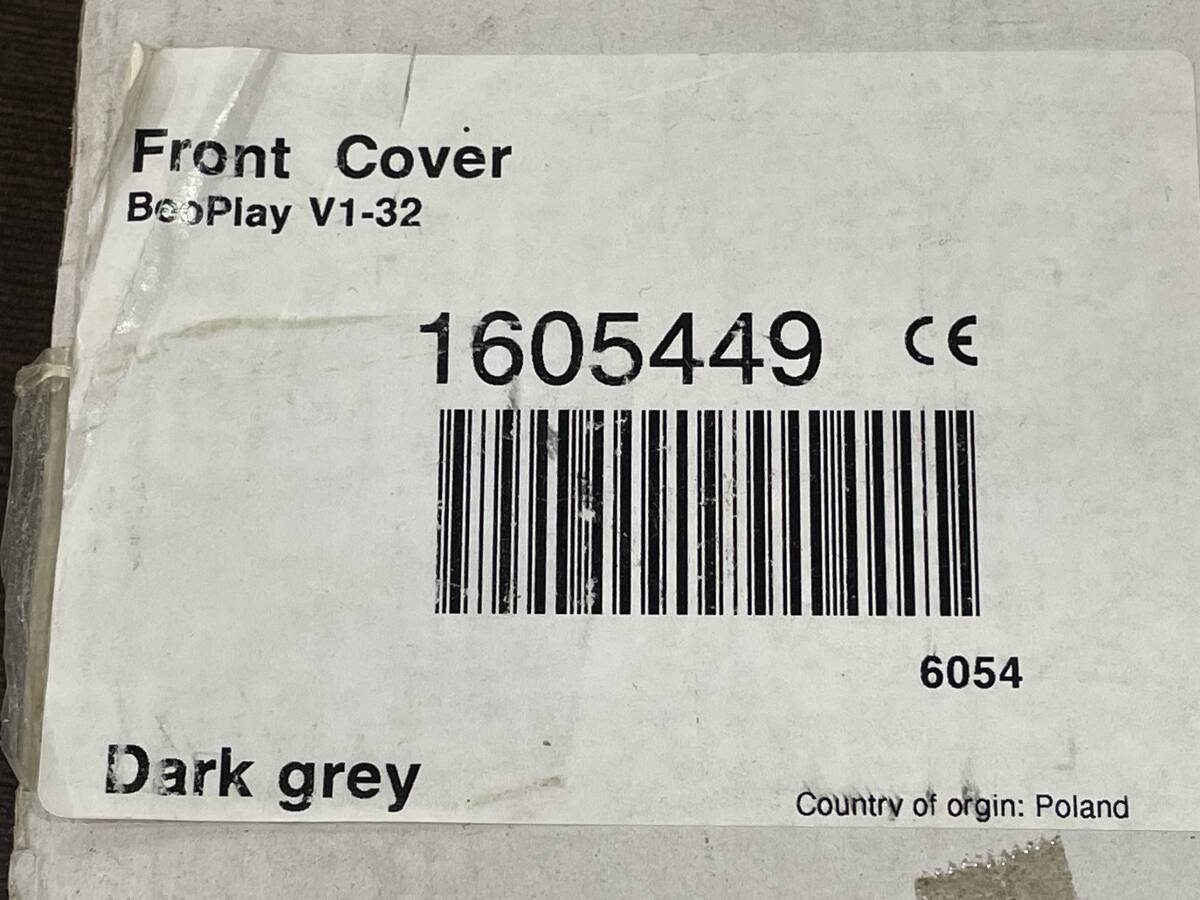 Front Cover
BeoPlay V1-32
1605449 CE
6054
Dark grey
Country of orgin: Poland